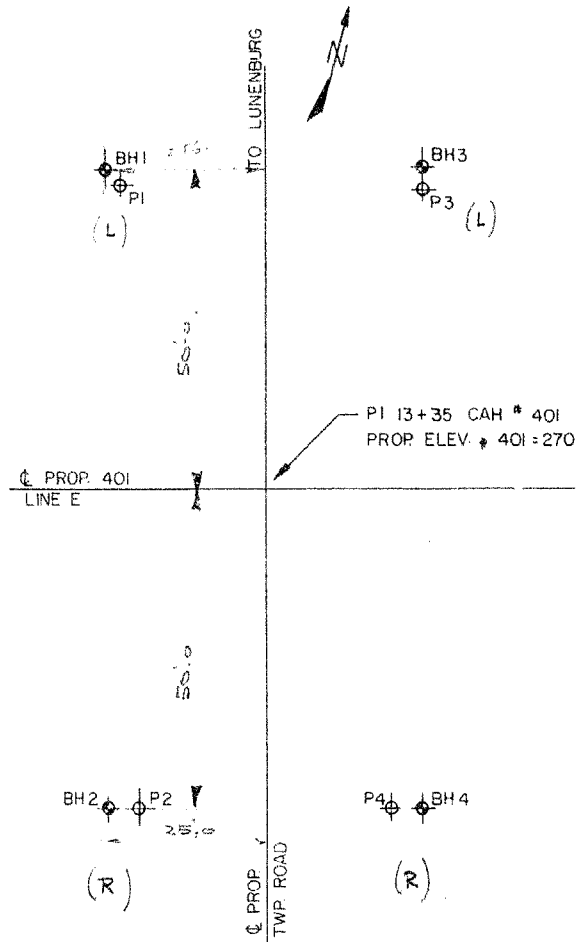 N
TO LUNENBURG
BH1
P1
(L)
BH3
P3
(L)
50'.0.
PI 13+35 CAH # 401
PROP. ELEV. # 401 = 270
℄ PROP. 401
LINE E
50'.0
BH2
P2
25'.0
(R)
P4
BH4
(R)
℄ PROP.
TWP. ROAD